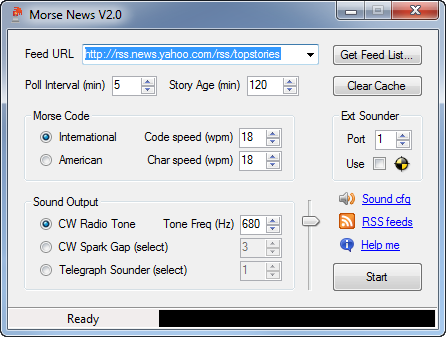 Morse News V2.0
Feed URL http://rss.news.yahoo.com/rss/topstories Get Feed List...
Poll Interval (min) 5 Story Age (min) 120 Clear Cache
Morse Code Ext Sounder
International Code speed (wpm) 18 Port 1
American Char speed (wpm) 18 Use
Sound Output Sound cfg
CW Radio Tone Tone Freq (Hz) 680 RSS feeds
CW Spark Gap (select) 3 Help me
Telegraph Sounder (select) 1 Start
Ready